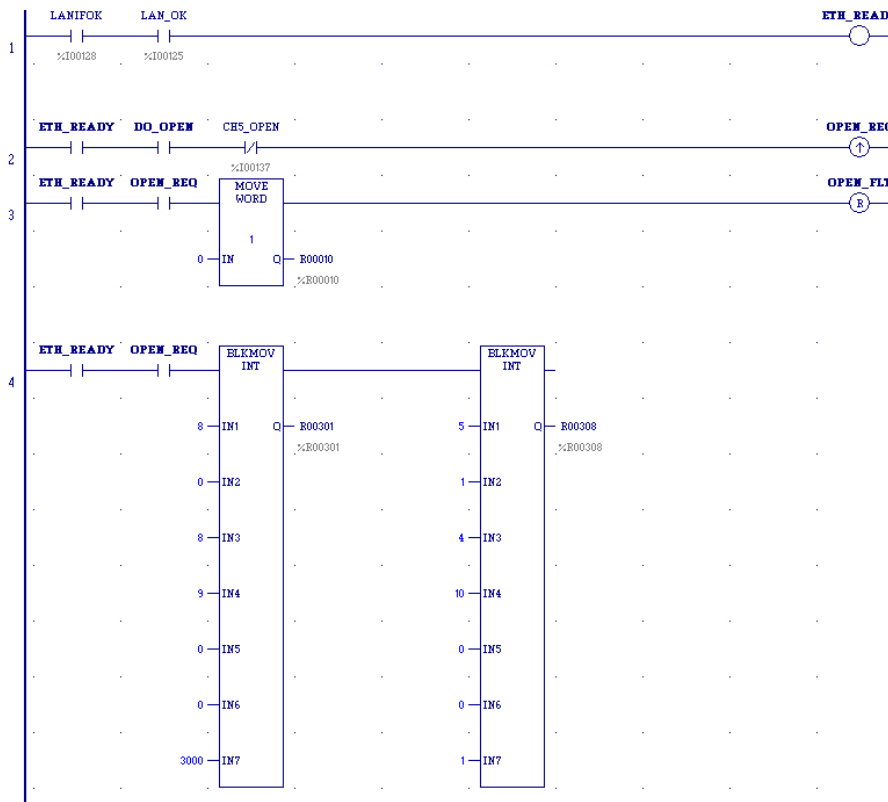 LANIFOK LAN_OK ETH_READ
1
%I00128 %I00125
ETH_READY DO_OPEN CH5_OPEN OPEN_REQ
2
%I00137
ETH_READY OPEN_REQ MOVE WORD OPEN_FLT
3 R
1
0 IN Q R00010
%R00010
ETH_READY OPEN_REQ BLKMOV INT BLKMOV INT
4
8 IN1 Q R00301 5 IN1 Q R00308
%R00301 %R00308
0 IN2 1 IN2
8 IN3 4 IN3
9 IN4 10 IN4
0 IN5 0 IN5
0 IN6 0 IN6
3000 IN7 1 IN7